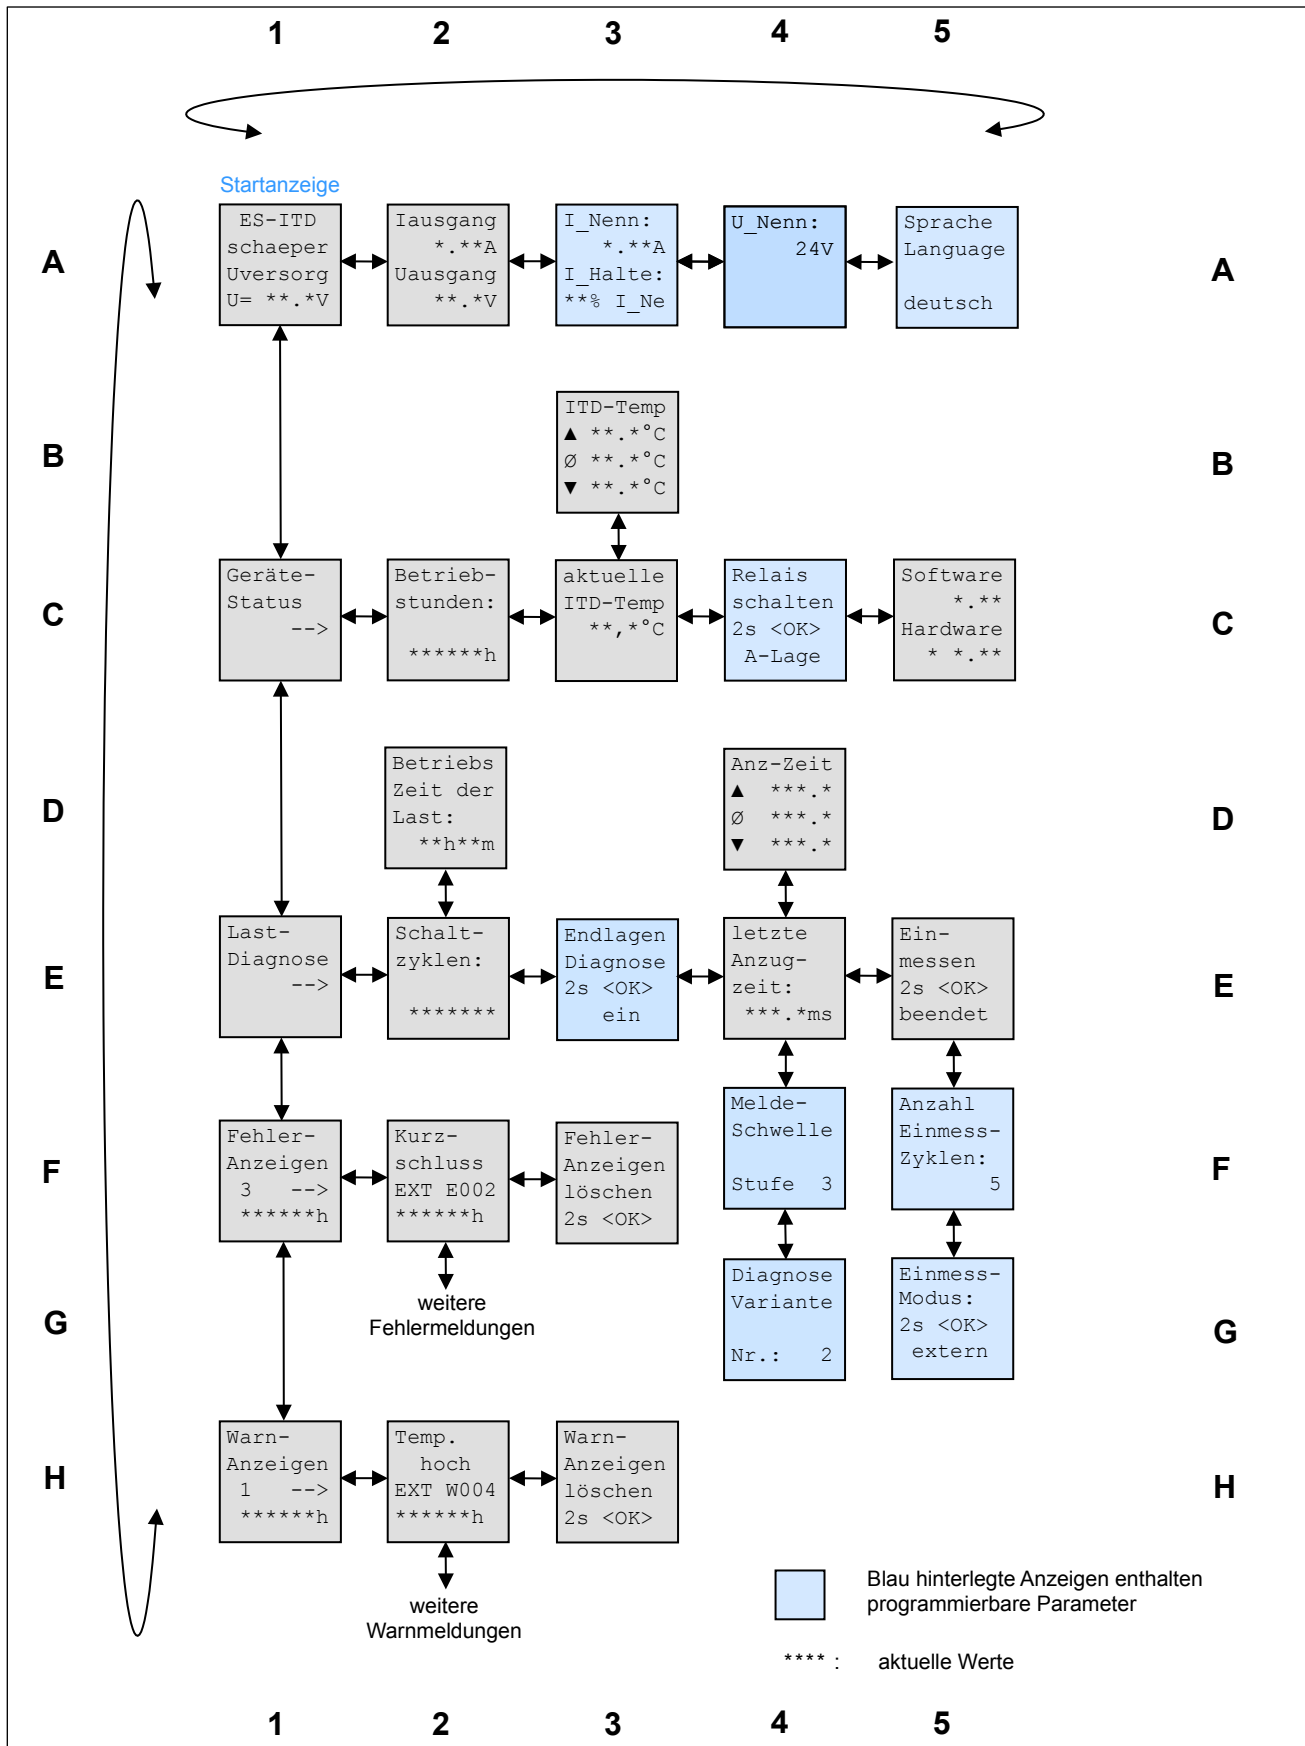 1 2 3 4 5
Startanzeige
A
ES-ITD
schaeper
Uversorg
U= **.*V
Iausgang
*.**A
Uausgang
**.*V
I_Nenn:
*.**A
I_Halte:
**% I_Ne
U_Nenn:
24V
Sprache
Language
deutsch
A
B
ITD-Temp
▲ **.*°C
Ø **.*°C
▼ **.*°C
B
C
Geräte-
Status
-->
Betrieb-
stunden:
******h
aktuelle
ITD-Temp
**,*°C
Relais
schalten
2s <OK>
A-Lage
Software
*.**
Hardware
* *.**
C
D
Betriebs
Zeit der
Last:
**h**m
Anz-Zeit
▲ ***.*
Ø ***.*
▼ ***.*
D
E
Last-
Diagnose
-->
Schalt-
zyklen:
*******
Endlagen
Diagnose
2s <OK>
ein
letzte
Anzug-
zeit:
***.*ms
Ein-
messen
2s <OK>
beendet
E
F
Fehler-
Anzeigen
3 -->
******h
Kurz-
schluss
EXT E002
******h
Fehler-
Anzeigen
löschen
2s <OK>
Melde-
Schwelle
Stufe 3
Anzahl
Einmess-
Zyklen:
5
F
G
weitere
Fehlermeldungen
Diagnose
Variante
Nr.: 2
Einmess-
Modus:
2s <OK>
extern
G
H
Warn-
Anzeigen
1 -->
******h
Temp.
hoch
EXT W004
******h
Warn-
Anzeigen
löschen
2s <OK>
H
weitere
Warnmeldungen
Blau hinterlegte Anzeigen enthalten
programmierbare Parameter
**** : aktuelle Werte
1 2 3 4 5